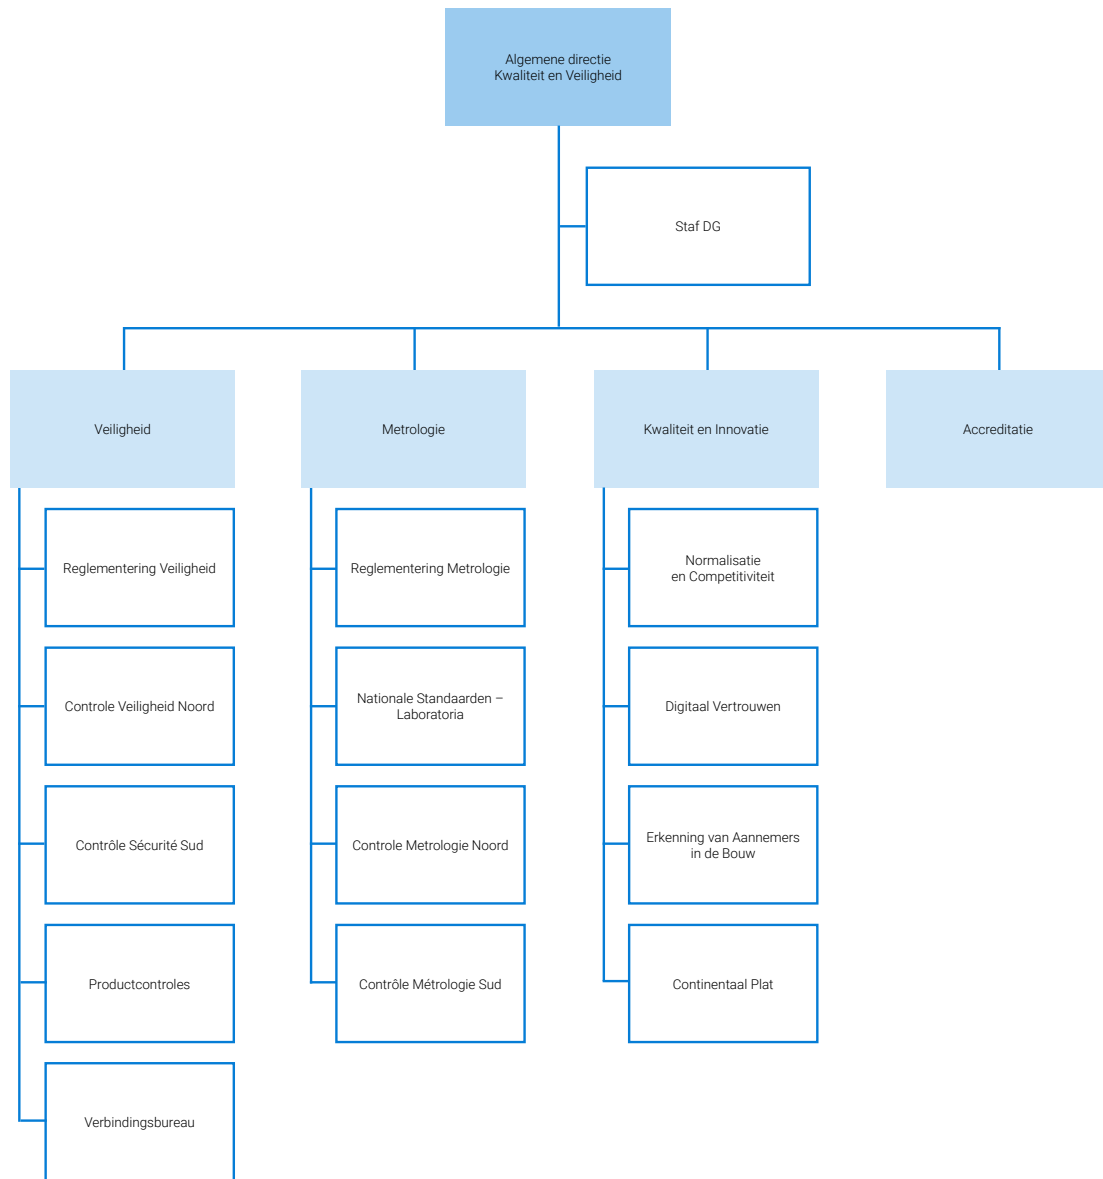 Algemene directie
Kwaliteit en Veiligheid
Staf DG
Veiligheid
Metrologie
Kwaliteit en Innovatie
Accreditatie
Reglementering Veiligheid
Controle Veiligheid Noord
Contrôle Sécurité Sud
Productcontroles
Verbindingsbureau
Reglementering Metrologie
Nationale Standaarden –
Laboratoria
Controle Metrologie Noord
Contrôle Métrologie Sud
Normalisatie
en Competitiviteit
Digitaal Vertrouwen
Erkenning van Aannemers
in de Bouw
Continentaal Plat